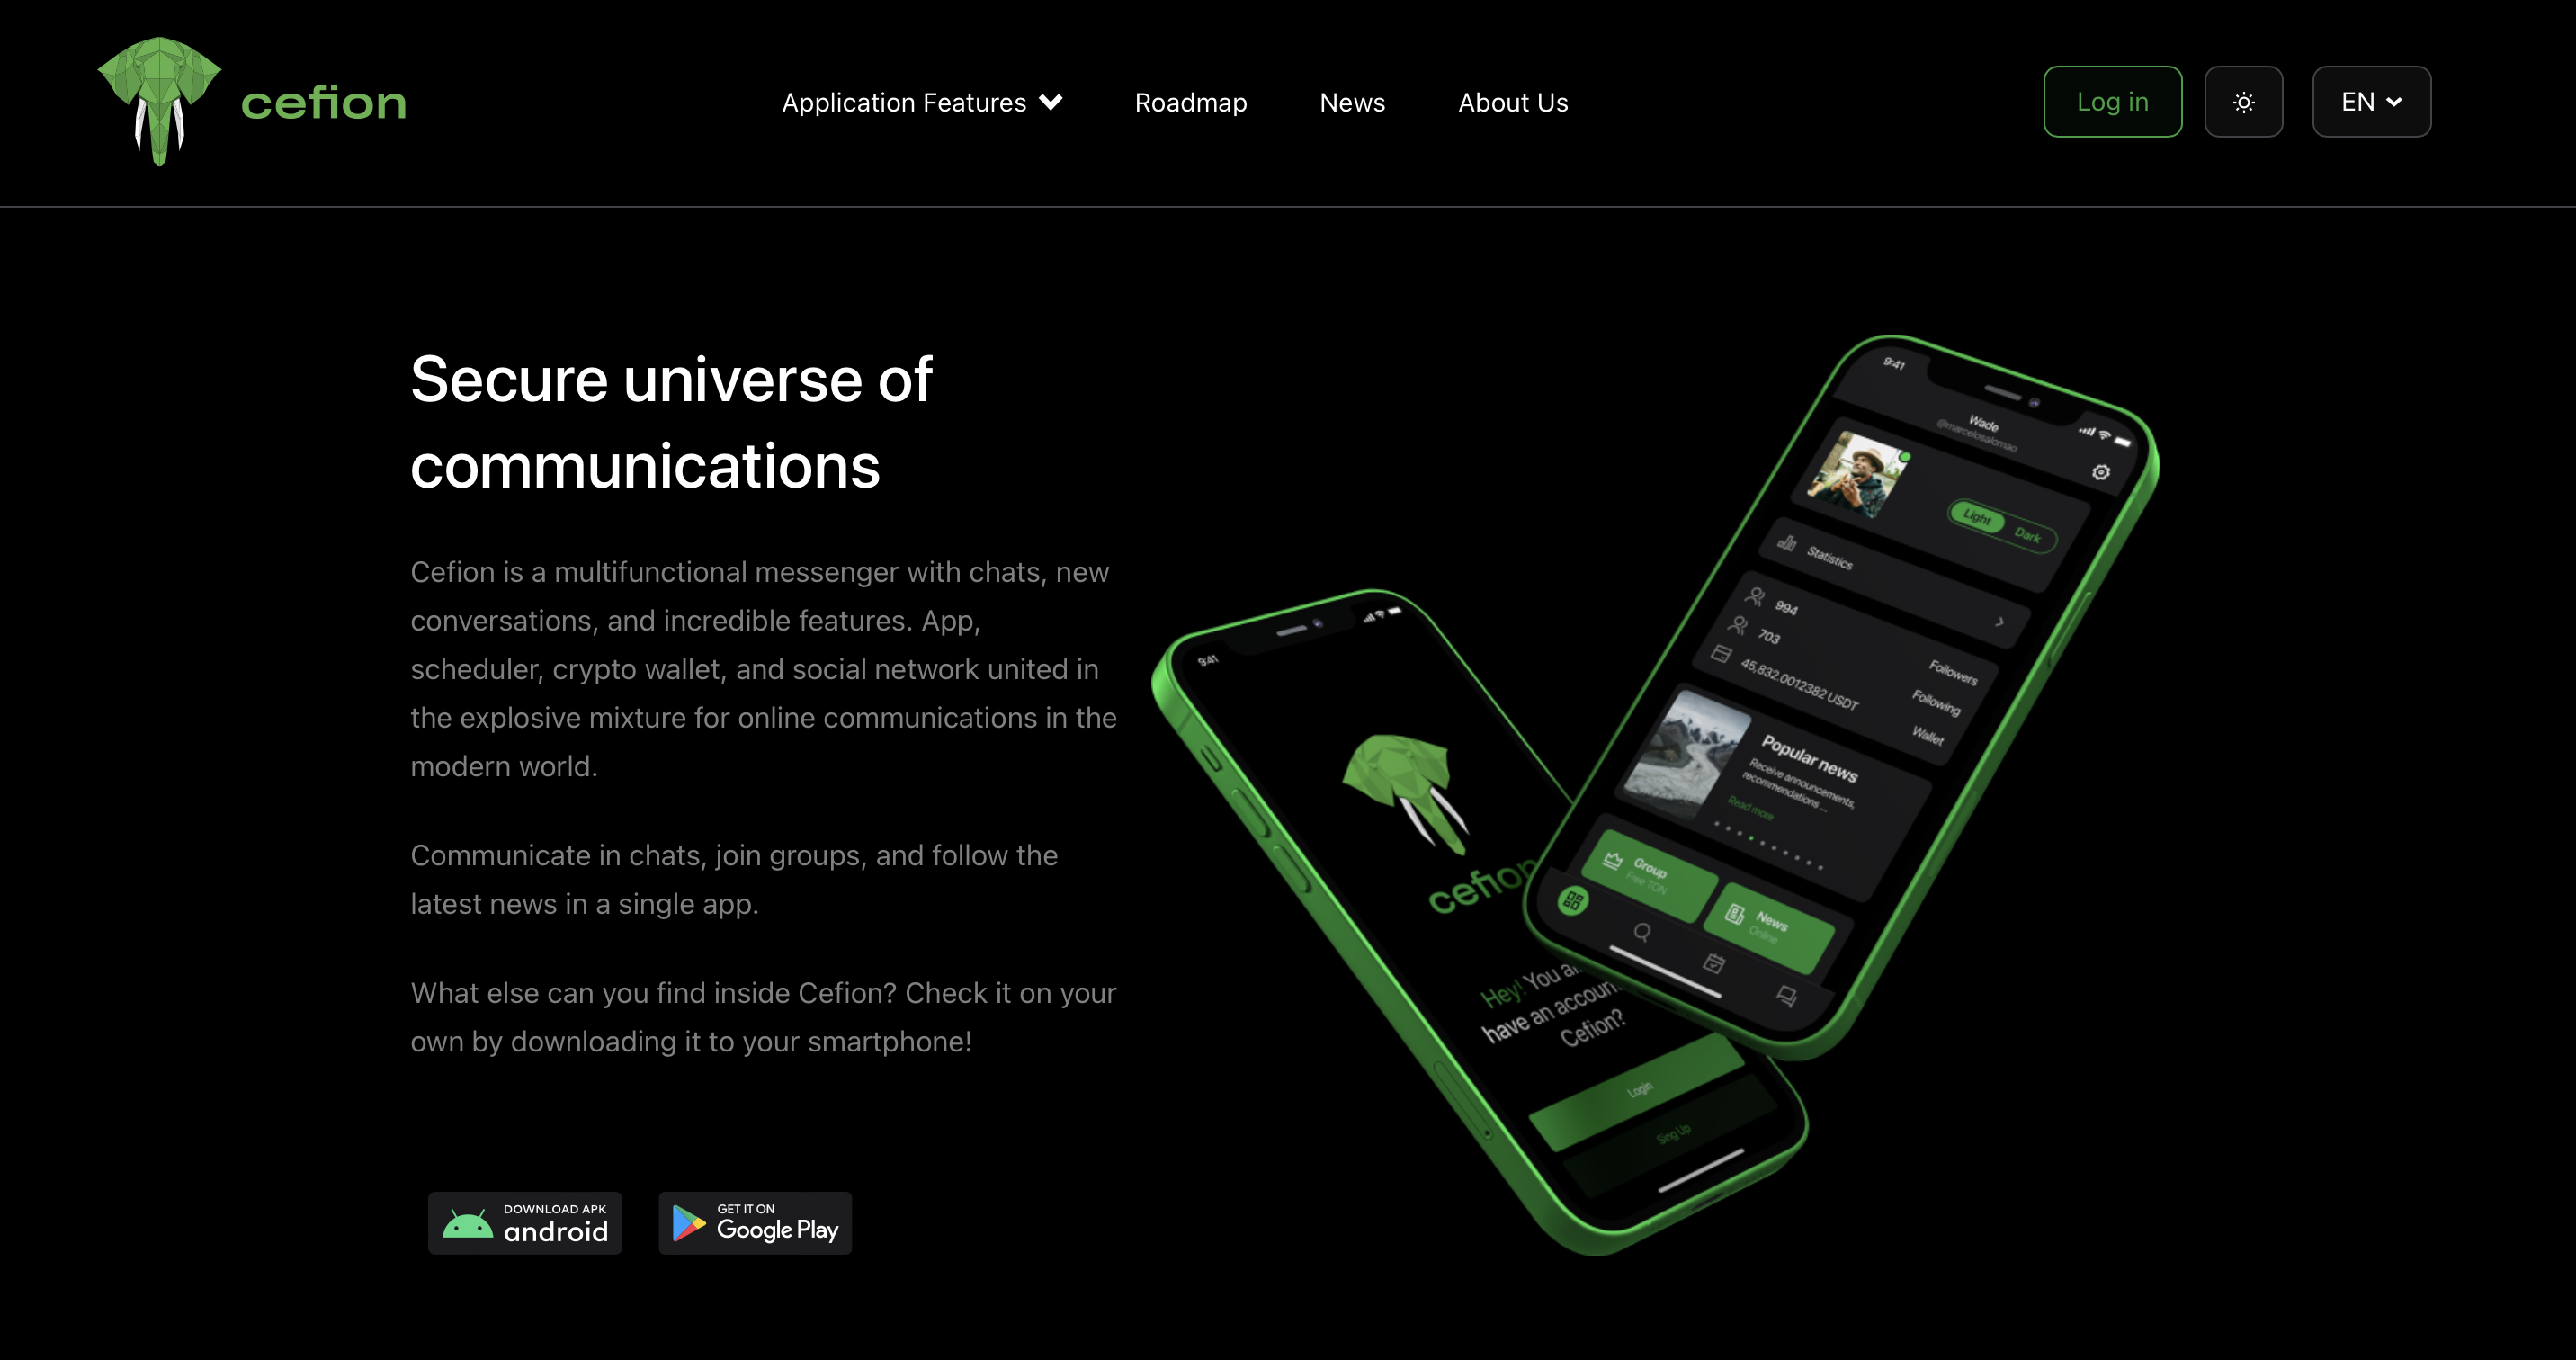 cefion
Application Features
Roadmap
News
About Us
Log in
EN
Secure universe of
communications
Cefion is a multifunctional messenger with chats, new
conversations, and incredible features. App,
scheduler, crypto wallet, and social network united in
the explosive mixture for online communications in the
modern world.
Communicate in chats, join groups, and follow the
latest news in a single app.
What else can you find inside Cefion? Check it on your
own by downloading it to your smartphone!
DOWNLOAD APK
android
GET IT ON
Google Play
9:41
cefion
Hey! You
have an account
Cefion?
Login
Sing Up
9:41
Wade
@marcelosalomao
Light
Dark
Statistics
994
Followers
703
Following
45,832.0012382 USDT
Wallet
Popular news
Receive announcements,
recommendations ...
Read more
Group
Free TON
News
Online